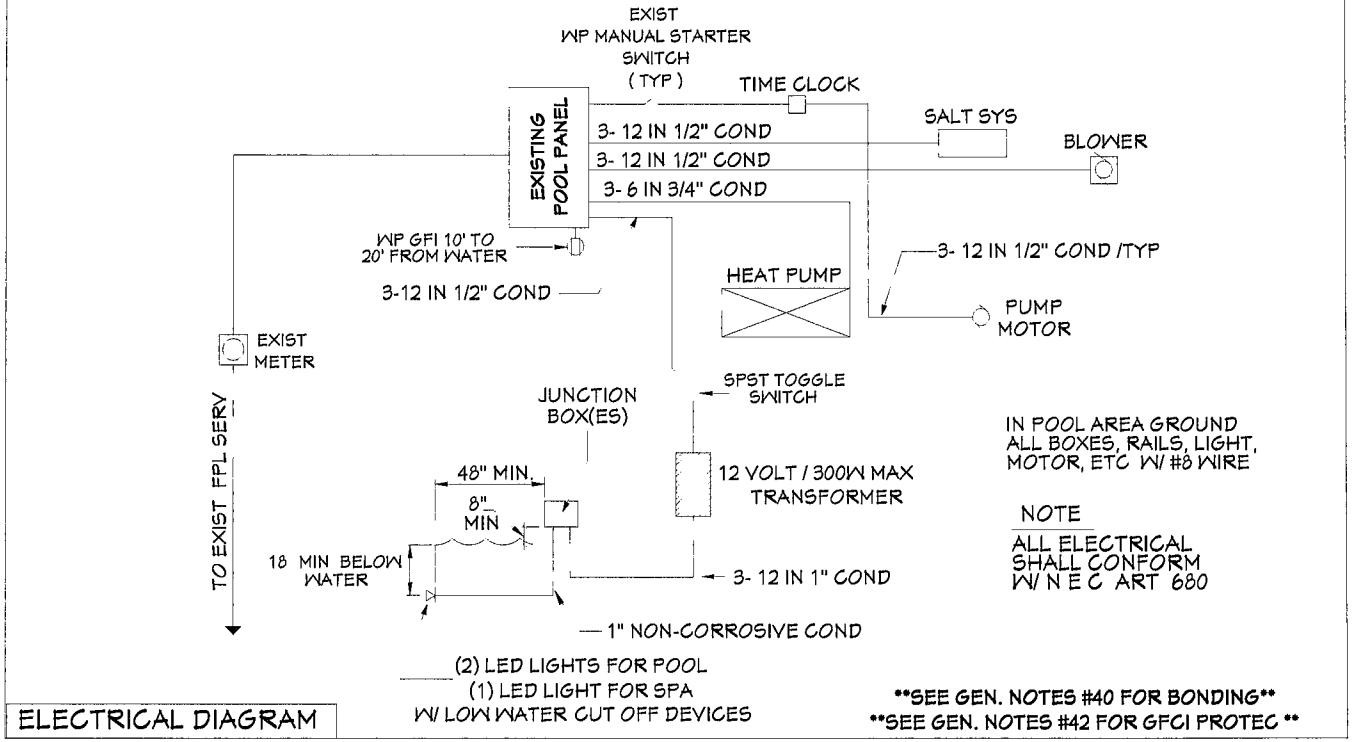 EXIST
WP MANUAL STARTER
SWITCH
( TYP )
TIME CLOCK
SALT SYS
BLOWER
EXISTING
POOL PANEL
3- 12 IN 1/2" COND
3- 12 IN 1/2" COND
3- 6 IN 3/4" COND
WP GFI 10' TO
20' FROM WATER
3-12 IN 1/2" COND
3- 12 IN 1/2" COND /TYP
HEAT PUMP
PUMP
MOTOR
EXIST
METER
TO EXIST FPL SERV
JUNCTION
BOX(ES)
SPST TOGGLE
SWITCH
48" MIN.
8"
MIN
12 VOLT / 300W MAX
TRANSFORMER
18 MIN BELOW
WATER
3- 12 IN 1" COND
1" NON-CORROSIVE COND
(2) LED LIGHTS FOR POOL
(1) LED LIGHT FOR SPA
W/ LOW WATER CUT OFF DEVICES
IN POOL AREA GROUND
ALL BOXES, RAILS, LIGHT,
MOTOR, ETC W/ #8 WIRE
NOTE
ALL ELECTRICAL
SHALL CONFORM
W/ N E C ART 680
**SEE GEN. NOTES #40 FOR BONDING**
**SEE GEN. NOTES #42 FOR GFCI PROTEC **
ELECTRICAL DIAGRAM